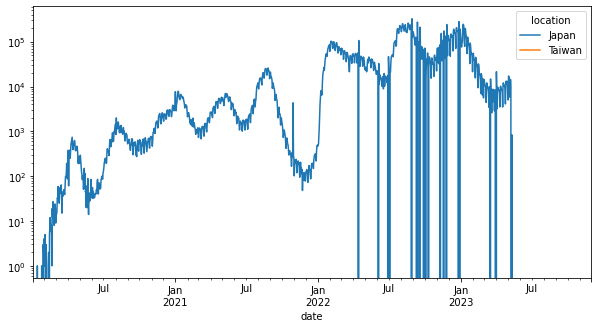 location
Japan
Taiwan
10⁵
10⁴
10³
10²
10¹
10⁰
Jul
Jan
2021
Jul
Jan
2022
Jul
Jan
2023
Jul
date